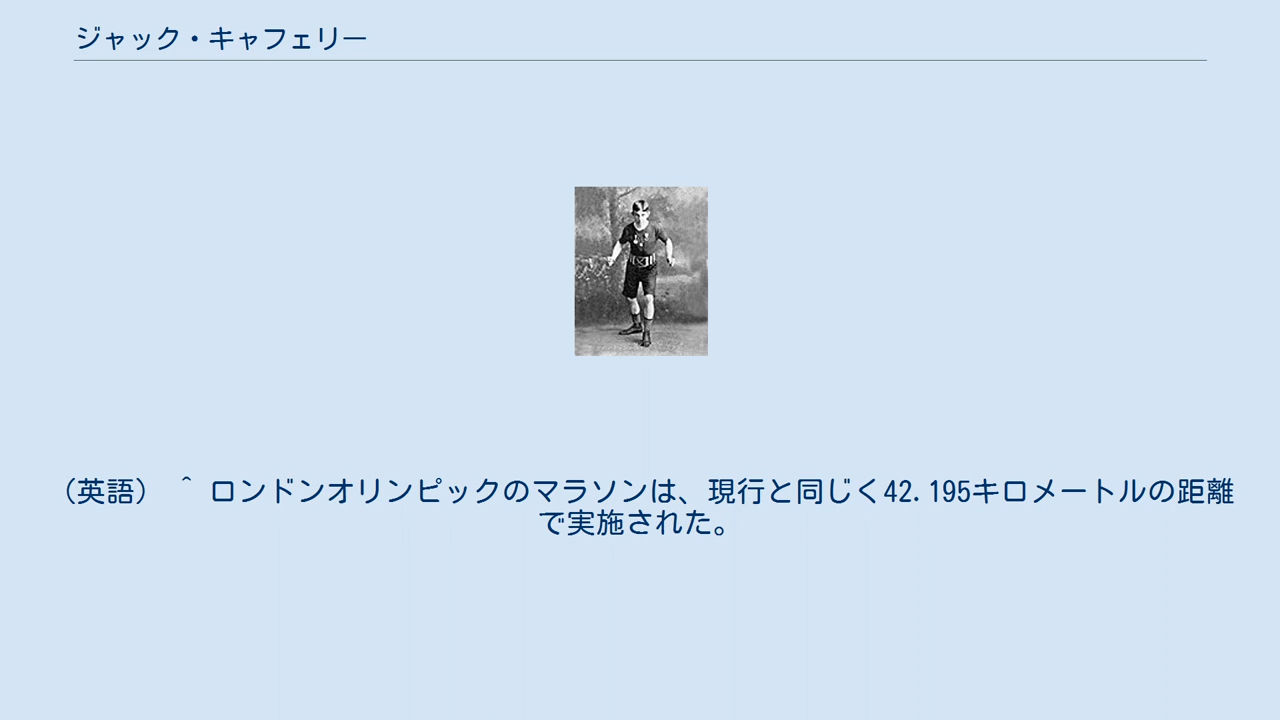 ジャック・キャフェリー
（英語） ＾ ロンドンオリンピックのマラソンは、現行と同じく42.195キロメートルの距離
で実施された。